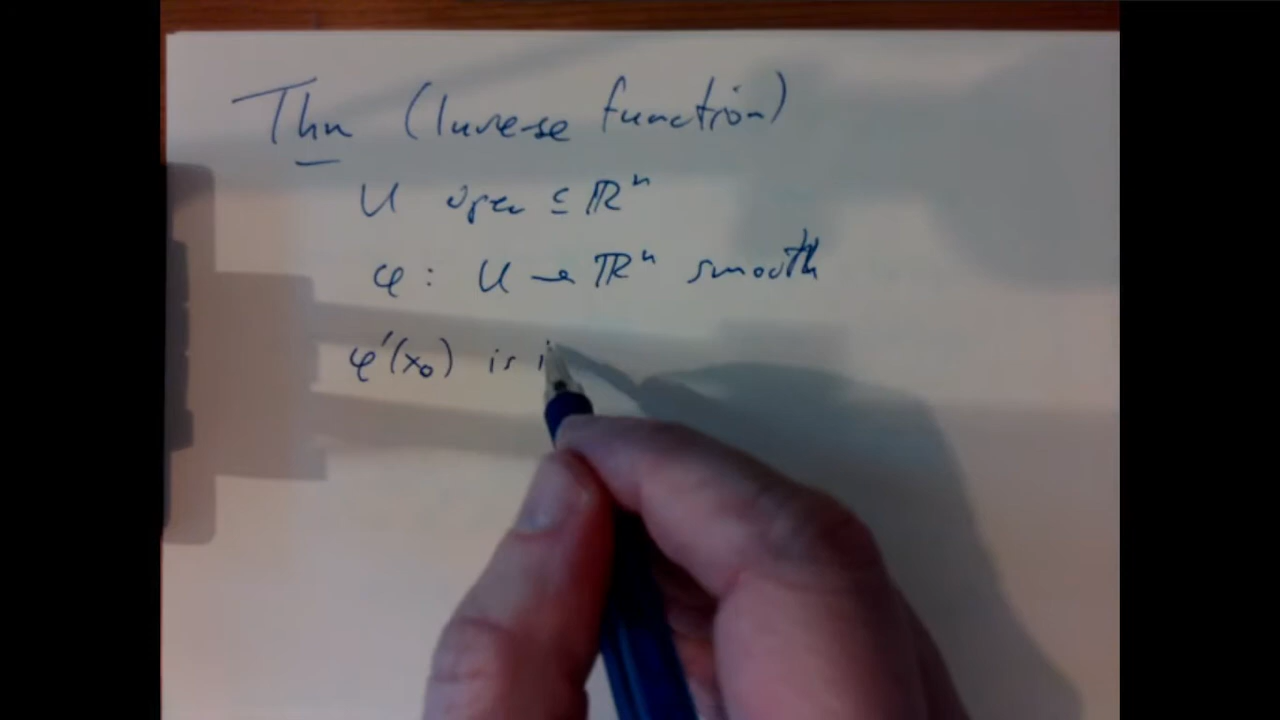 Thm (Inverse function)
U open ⊆ ℝⁿ
φ : U → ℝⁿ smooth
φ'(x₀) is i